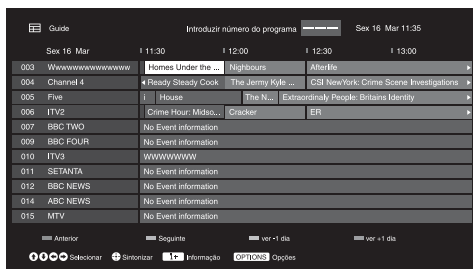 Guide Introduzir número do programa Sex 16 Mar 11:35
Sex 16 Mar 11:30 12:00 12:30 13:00
003 Wwwwwwwwwwwwww Homes Under the ... Nighbours Afterlife
004 Channel 4 Ready Steady Cook The Jermy Kyle ... CSI NewYork: Crime Scene Investigations
005 Five i House The N... Extraordinaly People: Britains Identity
006 ITV2 Crime Hour: Midso... Cracker ER
007 BBC TWO No Event information
009 BBC FOUR No Event information
010 ITV3 WWWWWWW
011 SETANTA No Event information
012 BBC NEWS No Event information
014 ABC NEWS No Event information
015 MTV No Event information
Anterior Seguinte ver -1 dia ver +1 dia
Selecionar Sintonizar Informação OPTIONS Opções